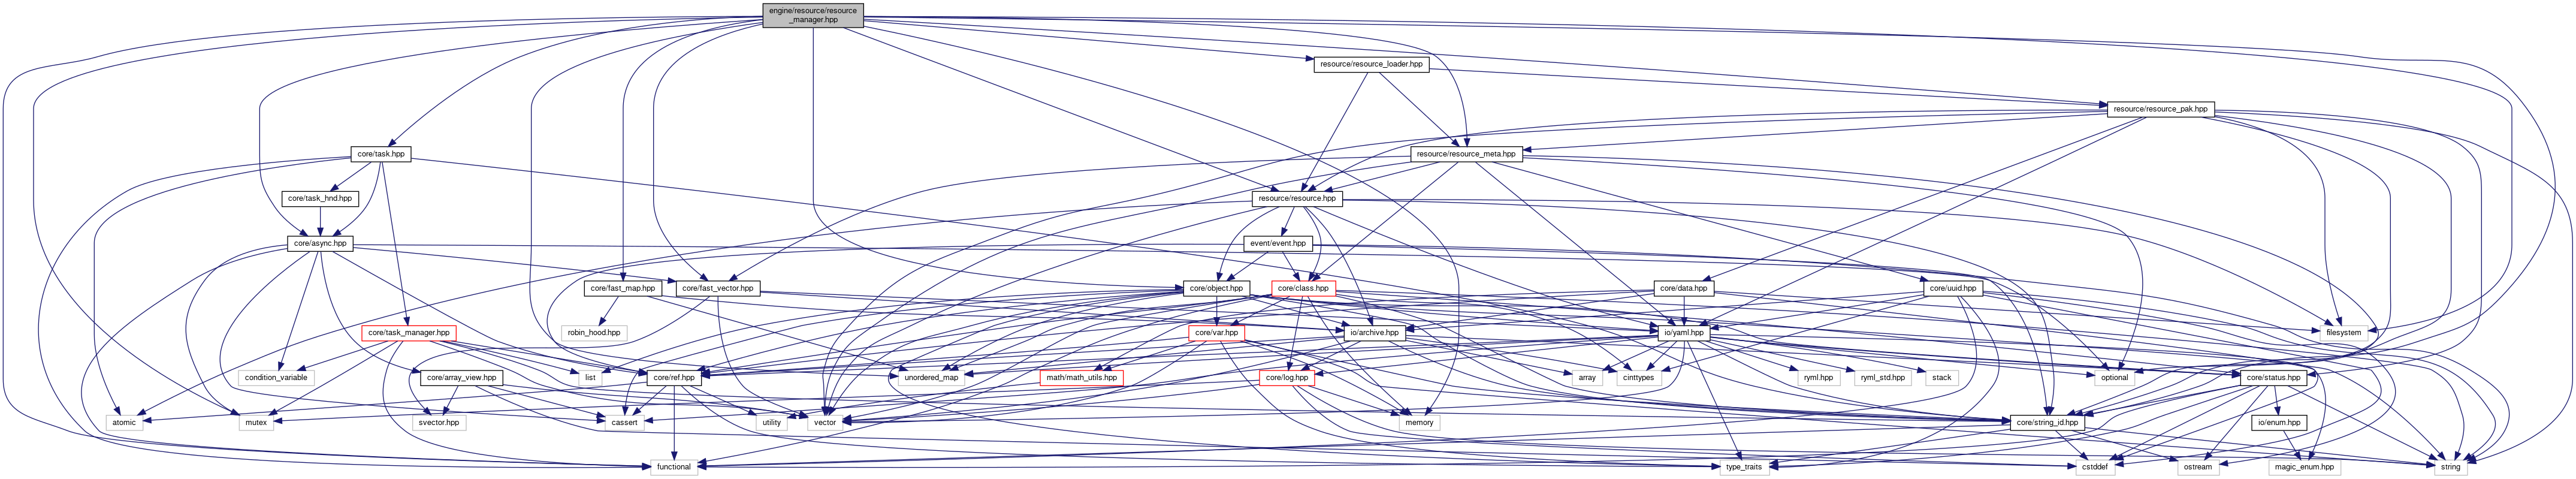 engine/resource/resource
_manager.hpp
resource/resource_loader.hpp
resource/resource_pak.hpp
core/task.hpp
resource/resource_meta.hpp
core/task_hnd.hpp
resource/resource.hpp
core/async.hpp
event/event.hpp
core/fast_map.hpp
core/fast_vector.hpp
core/object.hpp
core/class.hpp
core/data.hpp
core/uuid.hpp
robin_hood.hpp
core/task_manager.hpp
core/var.hpp
io/archive.hpp
io/yaml.hpp
filesystem
condition_variable
core/array_view.hpp
list
core/ref.hpp
unordered_map
math/math_utils.hpp
core/log.hpp
array
cinttypes
ryml.hpp
ryml_std.hpp
stack
optional
core/status.hpp
atomic
mutex
svector.hpp
cassert
utility
vector
memory
core/string_id.hpp
io/enum.hpp
functional
type_traits
cstddef
ostream
magic_enum.hpp
string